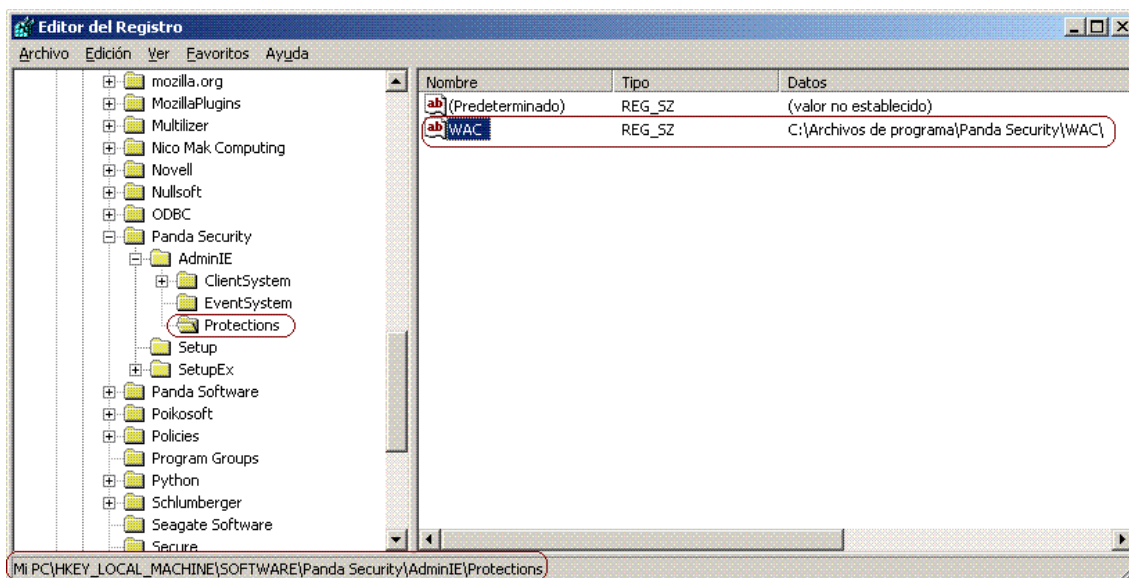 Editor del Registro
Archivo Edición Ver Favoritos Ayuda
mozilla.org
MozillaPlugins
Multilizer
Nico Mak Computing
Novell
Nullsoft
ODBC
Panda Security
AdminIE
ClientSystem
EventSystem
Protections
Setup
SetupEx
Panda Software
Poikosoft
Policies
Program Groups
Python
Schlumberger
Seagate Software
Secure
Nombre Tipo Datos
ab (Predeterminado) REG_SZ (valor no establecido)
ab WAC REG_SZ C:\Archivos de programa\Panda Security\WAC\
Mi PC\HKEY_LOCAL_MACHINE\SOFTWARE\Panda Security\AdminIE\Protections